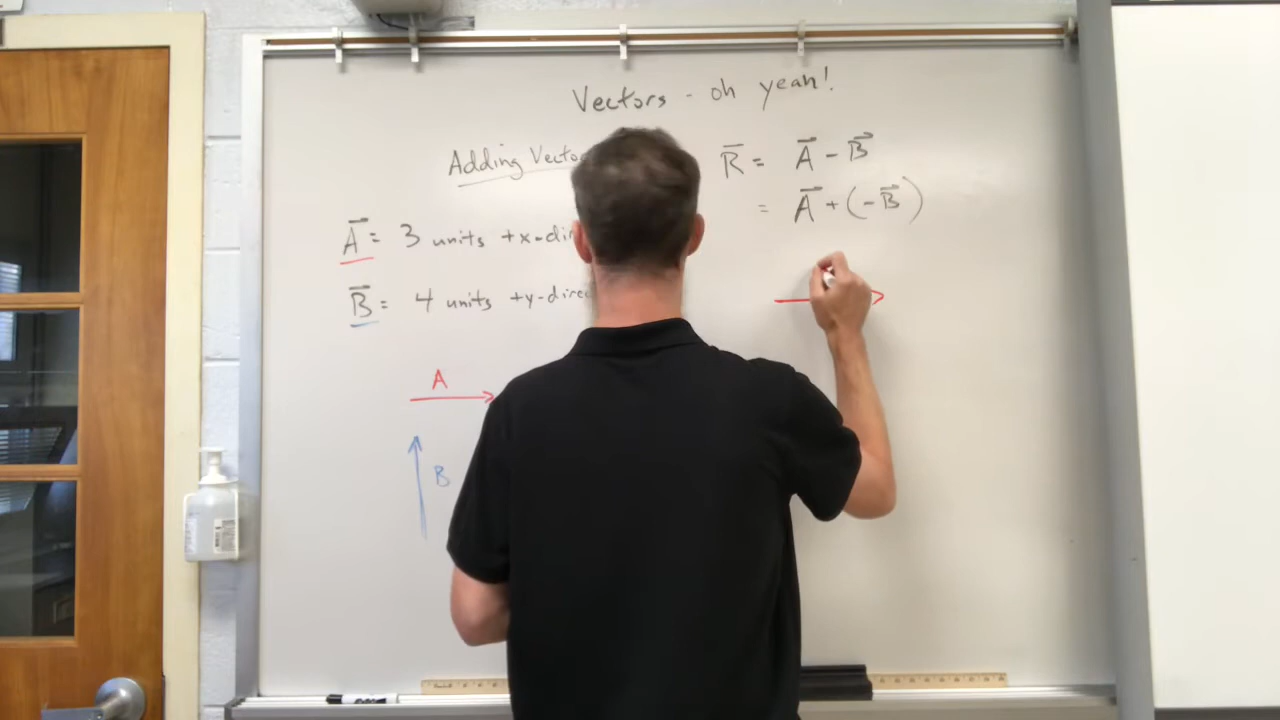 Vectors - oh yeah!
Adding
A⃗ = 3 units +x-
B⃗ = 4 units +y-
A
B
R⃗ = A⃗ - B⃗
= A⃗ + (-B⃗)